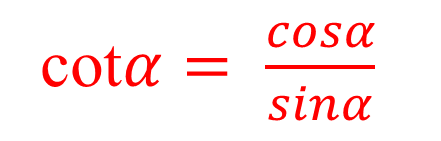 cotα = cosα / sinα